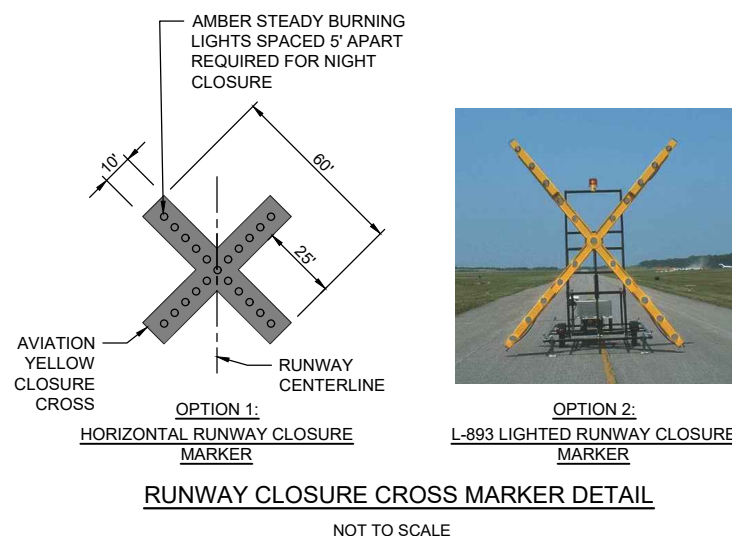 AMBER STEADY BURNING
LIGHTS SPACED 5' APART
REQUIRED FOR NIGHT
CLOSURE
10'
60'
25'
AVIATION
YELLOW
CLOSURE
CROSS
RUNWAY
CENTERLINE
OPTION 1:
HORIZONTAL RUNWAY CLOSURE
MARKER
OPTION 2:
L-893 LIGHTED RUNWAY CLOSURE
MARKER
RUNWAY CLOSURE CROSS MARKER DETAIL
NOT TO SCALE